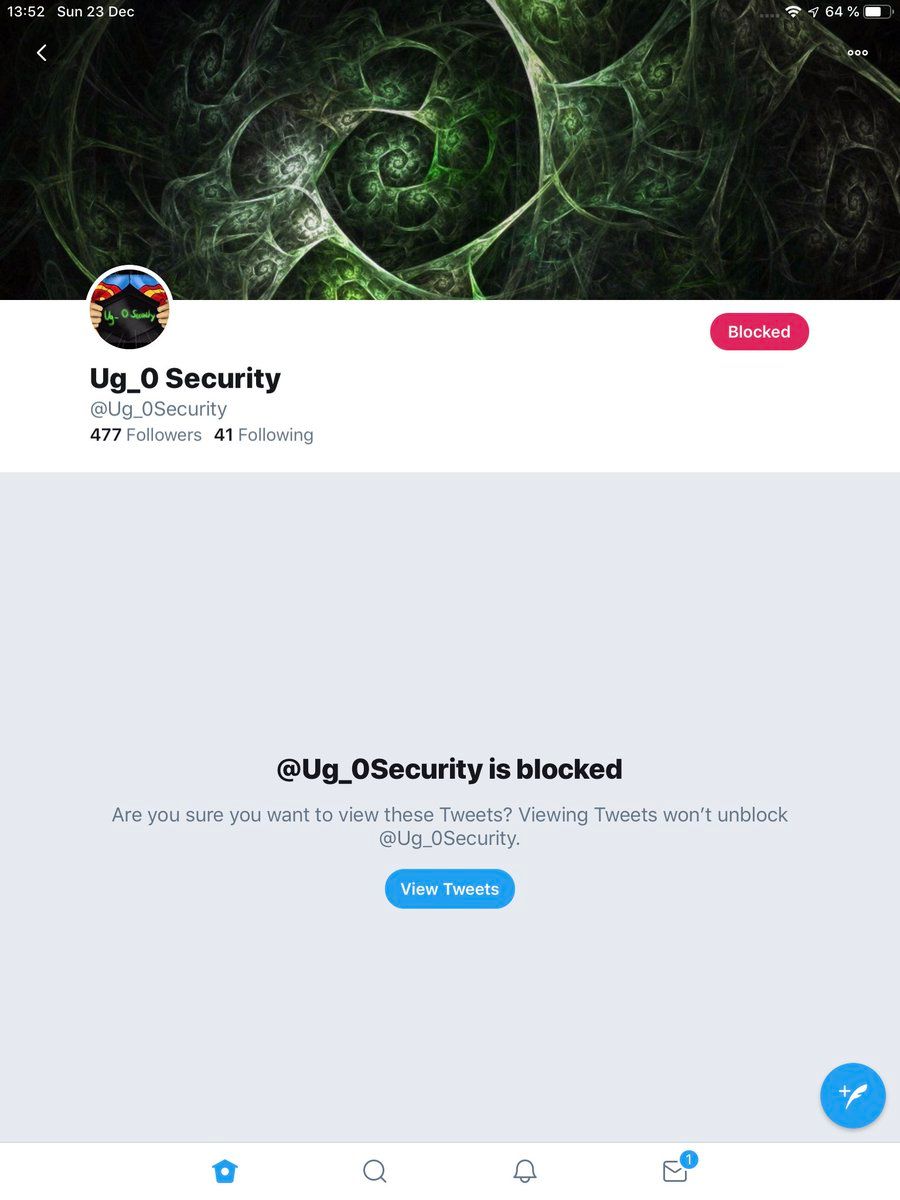 13:52 Sun 23 Dec 64 %
Ug_0 Security
Blocked
Ug_0 Security
@Ug_0Security
477 Followers 41 Following
@Ug_0Security is blocked
Are you sure you want to view these Tweets? Viewing Tweets won’t unblock
@Ug_0Security.
View Tweets
1